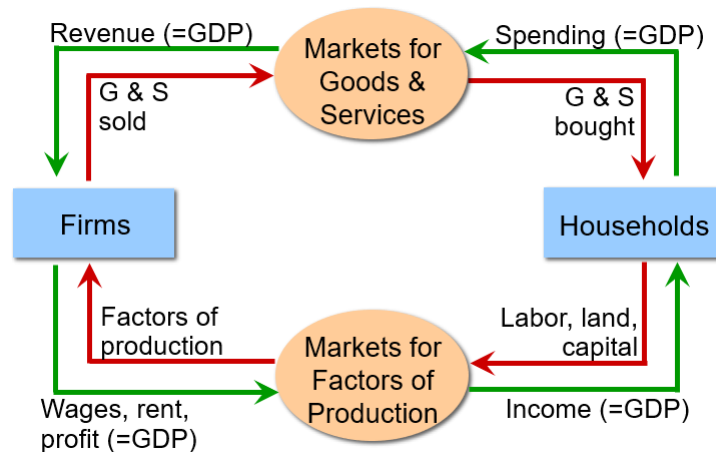 Revenue (=GDP)
Markets for
Goods &
Services
Spending (=GDP)
G & S
sold
G & S
bought
Firms
Households
Factors of
production
Markets for
Factors of
Production
Labor, land,
capital
Wages, rent,
profit (=GDP)
Income (=GDP)